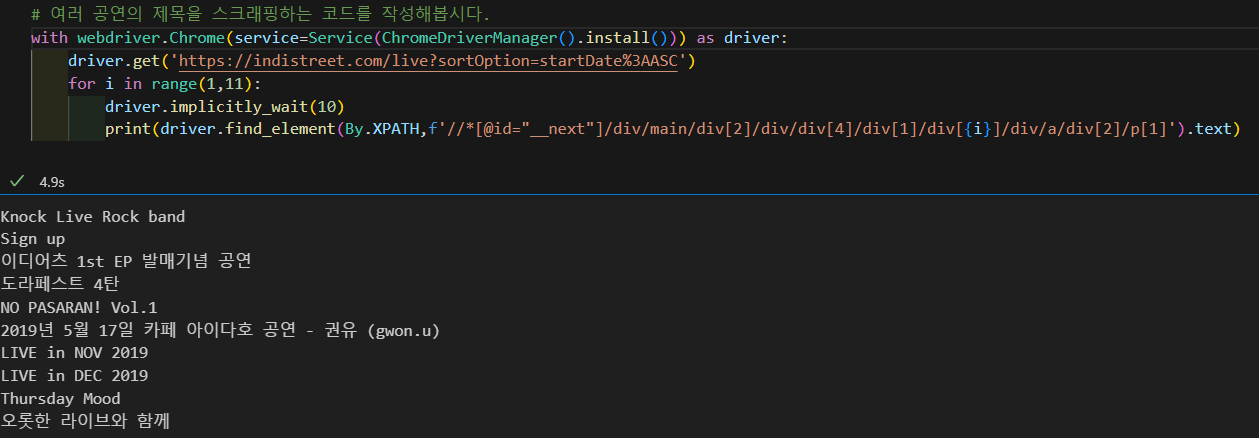 # 여러 공연의 제목을 스크래핑하는 코드를 작성해봅시다.
with webdriver.Chrome(service=Service(ChromeDriverManager().install())) as driver:
driver.get('https://indistreet.com/live?sortOption=startDate%3AASC')
for i in range(1,11):
driver.implicitly_wait(10)
print(driver.find_element(By.XPATH,f'//*[@id="__next"]/div/main/div[2]/div/div[4]/div[1]/div[{i}]/div/a/div[2]/p[1]').text)
4.9s
Knock Live Rock band
Sign up
이디어츠 1st EP 발매기념 공연
도라페스트 4탄
NO PASARAN! Vol.1
2019년 5월 17일 카페 아이다호 공연 - 권유 (gwon.u)
LIVE in NOV 2019
LIVE in DEC 2019
Thursday Mood
오롯한 라이브와 함께